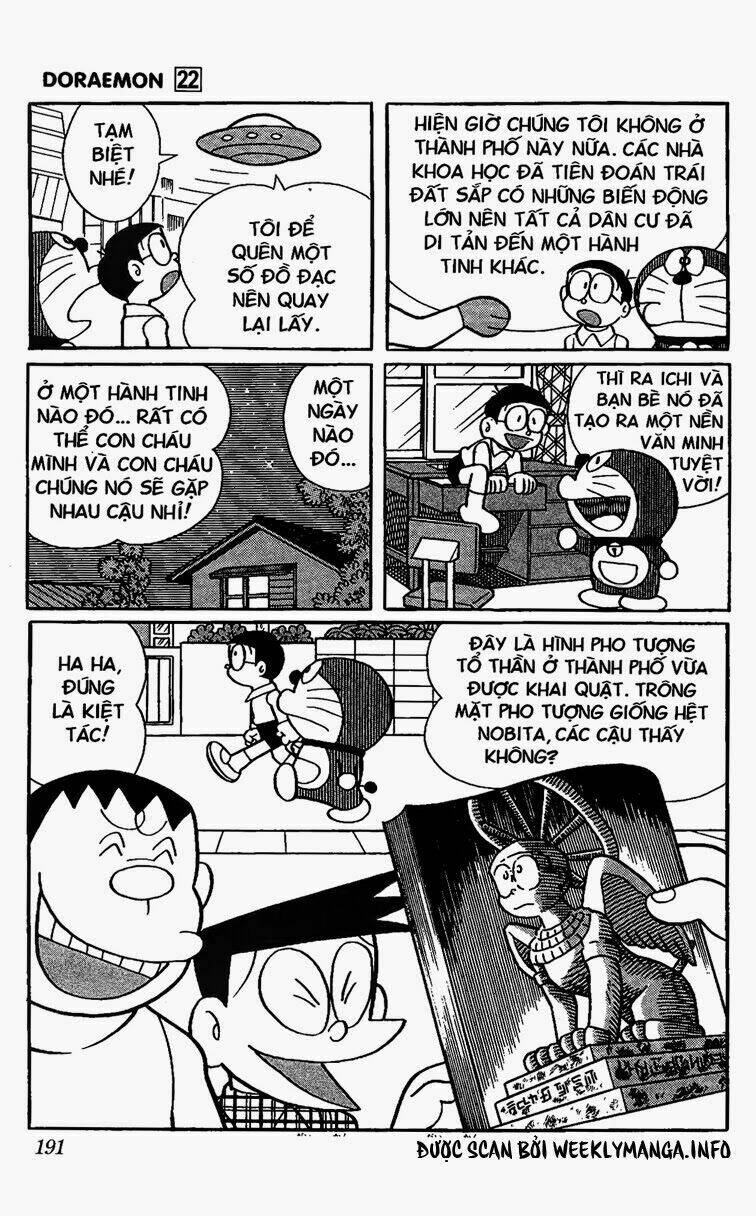 DORAEMON 22
HIỆN GIỜ CHÚNG TÔI KHÔNG Ở
THÀNH PHỐ NÀY NỮA. CÁC NHÀ
KHOA HỌC ĐÃ TIÊN ĐOÁN TRÁI
ĐẤT SẮP CÓ NHỮNG BIẾN ĐỘNG
LỚN NÊN TẤT CẢ DÂN CƯ ĐÃ
DI TẢN ĐẾN MỘT HÀNH
TINH KHÁC.
TÔI ĐỂ
QUÊN MỘT
SỐ ĐỒ ĐẠC
NÊN QUAY
LẠI LẤY.
TẠM
BIỆT
NHÉ!
THÌ RA ICHI VÀ
BẠN BÈ NÓ ĐÃ
TẠO RA MỘT NỀN
VĂN MINH
TUYỆT
VỜI!
MỘT
NGÀY
NÀO
ĐÓ...
Ở MỘT HÀNH TINH
NÀO ĐÓ... RẤT CÓ
THỂ CON CHÁU
MÌNH VÀ CON CHÁU
CHÚNG NÓ SẼ GẶP
NHAU CẬU NHỈ!
ĐÂY LÀ HÌNH PHO TƯỢNG
TỔ THẦN Ở THÀNH PHỐ VỪA
ĐƯỢC KHAI QUẬT. TRÔNG
MẶT PHO TƯỢNG GIỐNG HỆT
NOBITA, CÁC CẬU THẤY
KHÔNG?
HA HA,
ĐÚNG
LÀ KIỆT
TÁC!
191
ĐƯỢC SCAN BỞI WEEKLYMANGA.INFO